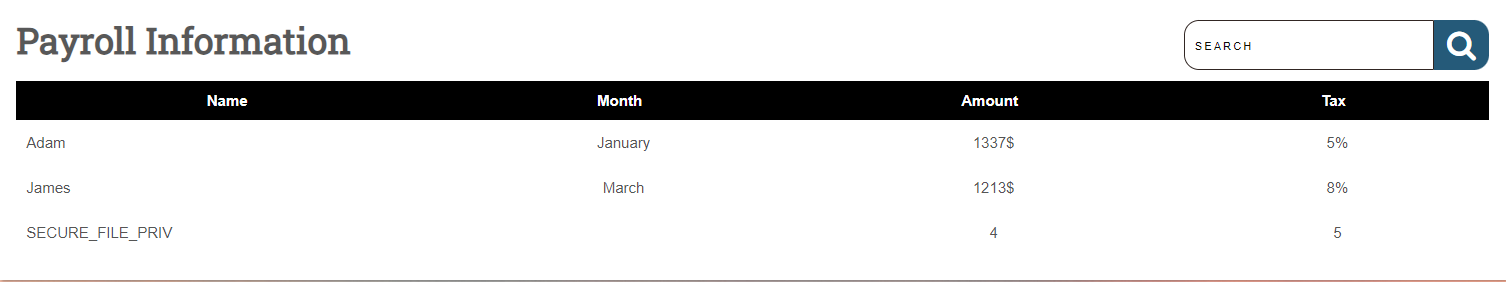 Payroll Information
SEARCH
Name Month Amount Tax
Adam January 1337$ 5%
James March 1213$ 8%
SECURE_FILE_PRIV 4 5